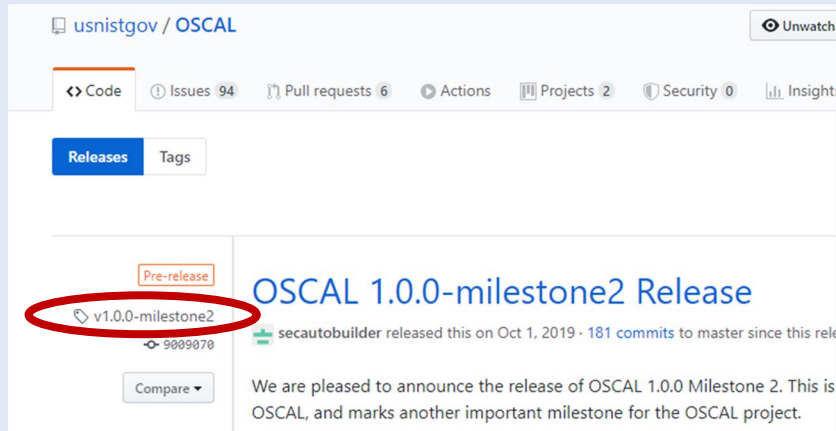 usnistgov / OSCAL
Unwatch
<> Code Issues 94 Pull requests 6 Actions Projects 2 Security 0 Insights
Releases Tags
Pre-release
v1.0.0-milestone2
9009070
Compare
OSCAL 1.0.0-milestone2 Release
secautobuilder released this on Oct 1, 2019 · 181 commits to master since this rele
We are pleased to announce the release of OSCAL 1.0.0 Milestone 2. This is
OSCAL, and marks another important milestone for the OSCAL project.